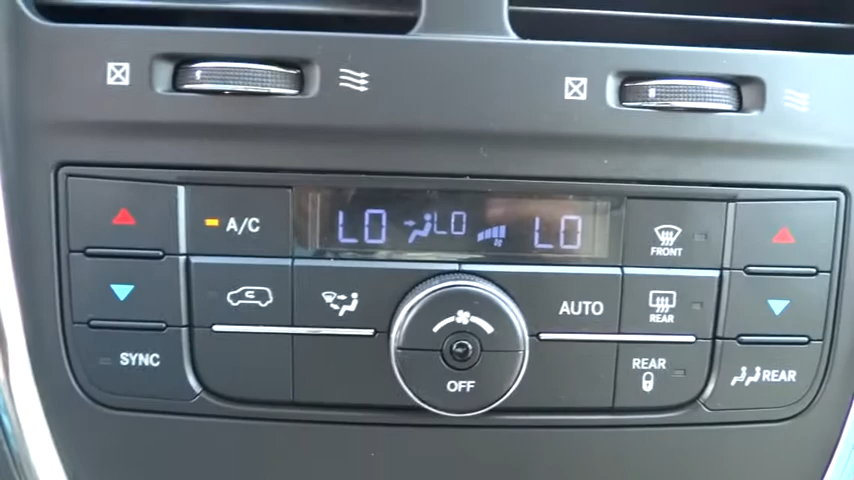 LO LO LO
A/C
FRONT
AUTO
REAR
SYNC
OFF
REAR
REAR